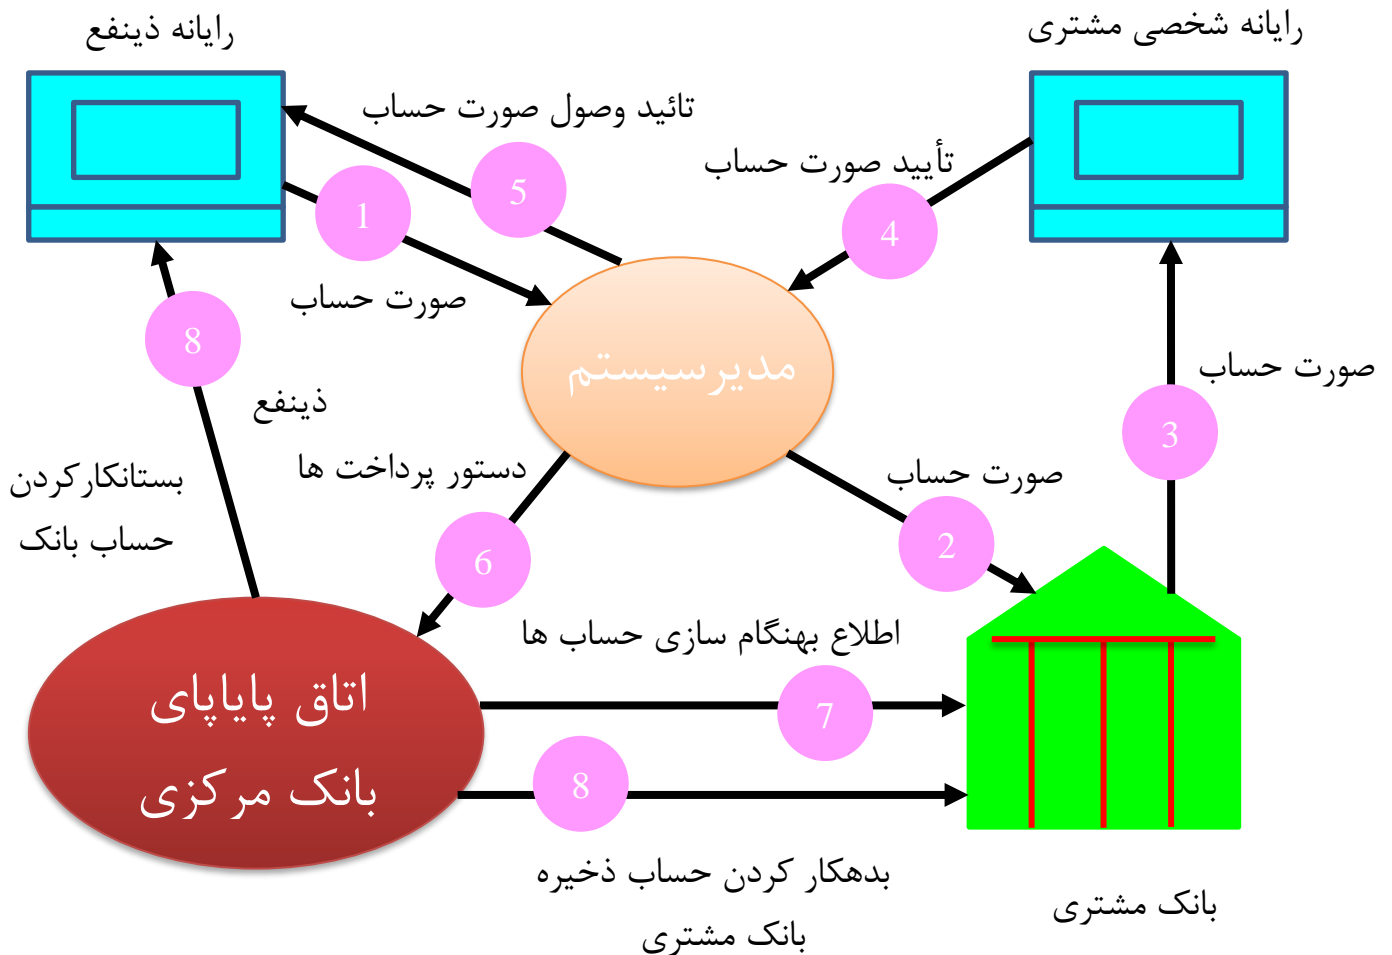 رایانه شخصی مشتری
رایانه ذینفع
تائید وصول صورت حساب
تأیید صورت حساب
5
1
4
صورت حساب
8
مدیرسیستم
صورت حساب
3
ذینفع
دستور پرداخت ها
صورت حساب
بستانکارکردن
حساب بانک
2
6
اطلاع بهنگام سازی حساب ها
7
اتاق پایاپای
بانک مرکزی
8
بدهکار کردن حساب ذخیره
بانک مشتری
بانک مشتری